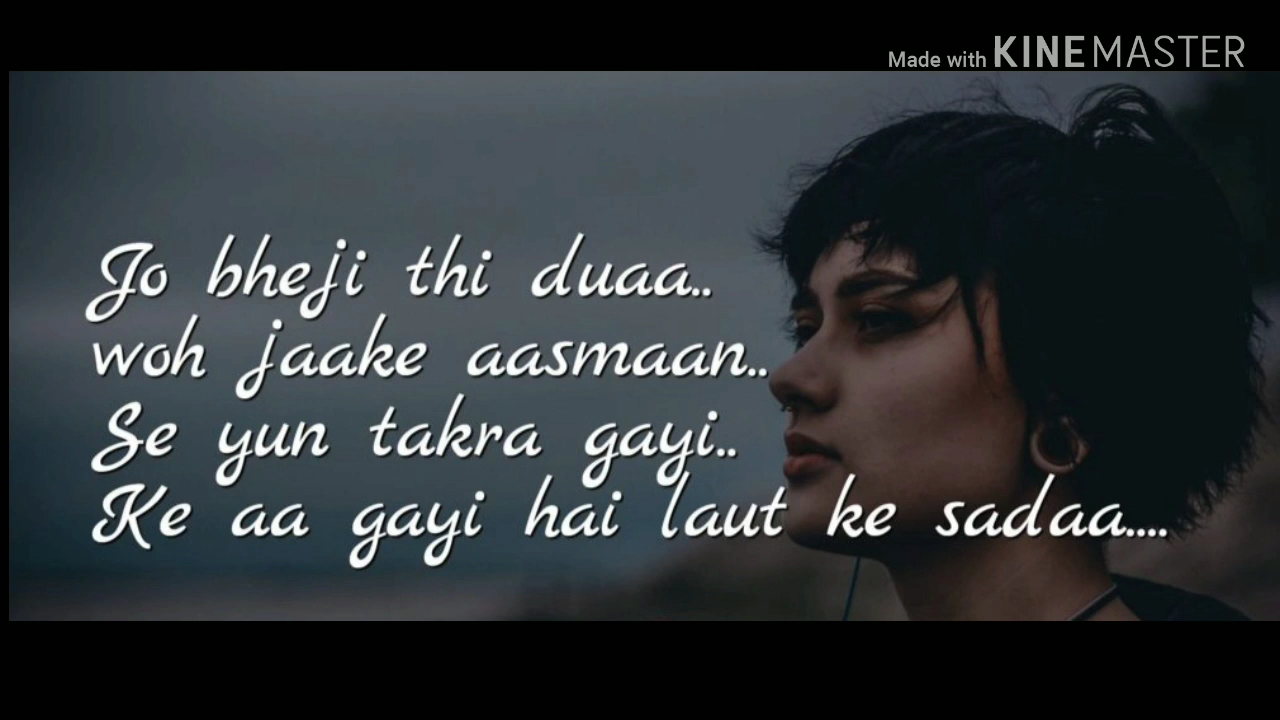 Made with KINEMASTER
Jo bheji thi duaa..
woh jaake aasmaan..
Se yun takra gayi..
Ke aa gayi hai laut ke sadaa....